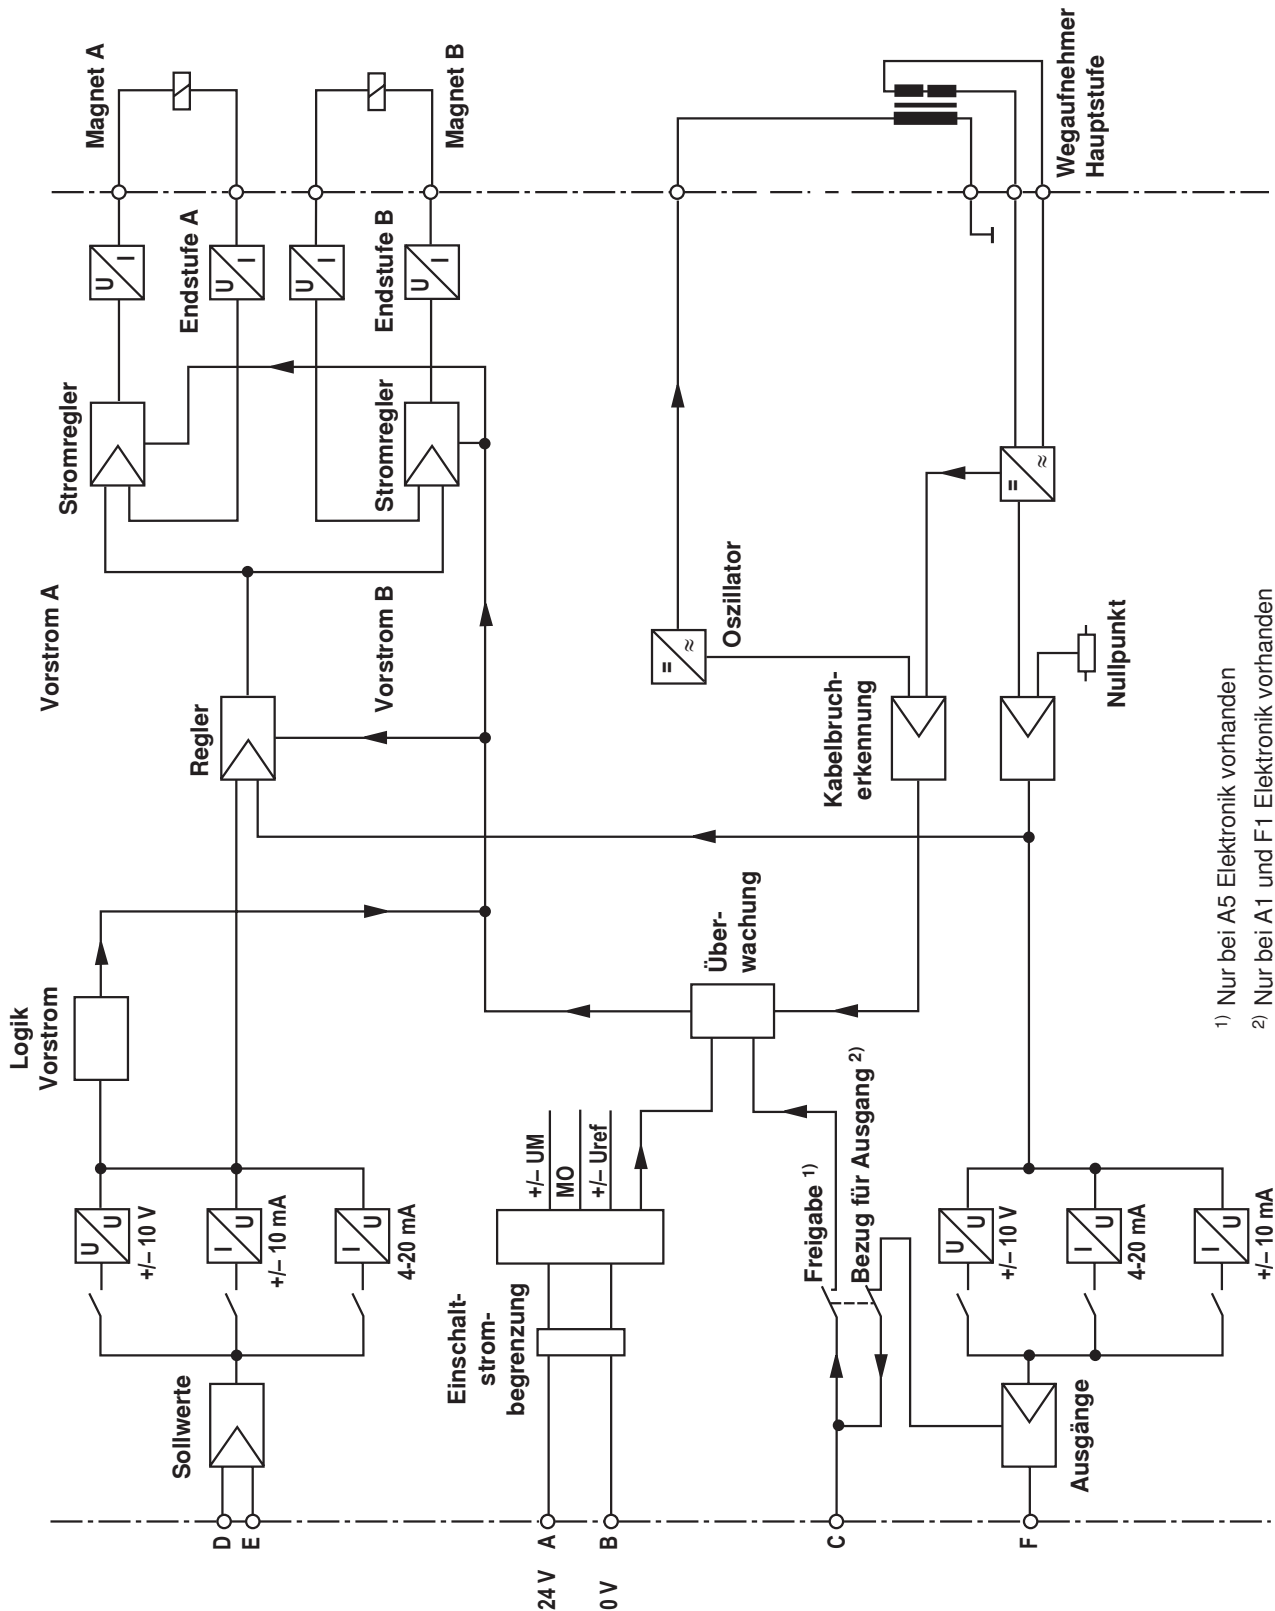 D
E
Sollwerte
U
U
+/– 10 V
I
U
+/– 10 mA
I
U
4-20 mA
Logik
Vorstrom
Regler
Vorstrom A
Vorstrom B
Stromregler
Stromregler
U
I
U
I
Endstufe A
U
I
U
I
Endstufe B
Magnet A
Magnet B
24 V
A
0 V
B
Einschalt-
strom-
begrenzung
+/– UM
MO
+/– Uref
Über-
wachung
Kabelbruch-
erkennung
=
≈
Oszillator
Wegaufnehmer
Hauptstufe
C
Freigabe 1)
Bezug für Ausgang 2)
F
Ausgänge
U
U
+/– 10 V
I
U
4-20 mA
I
U
+/– 10 mA
Nullpunkt
=
≈
1) Nur bei A5 Elektronik vorhanden
2) Nur bei A1 und F1 Elektronik vorhanden